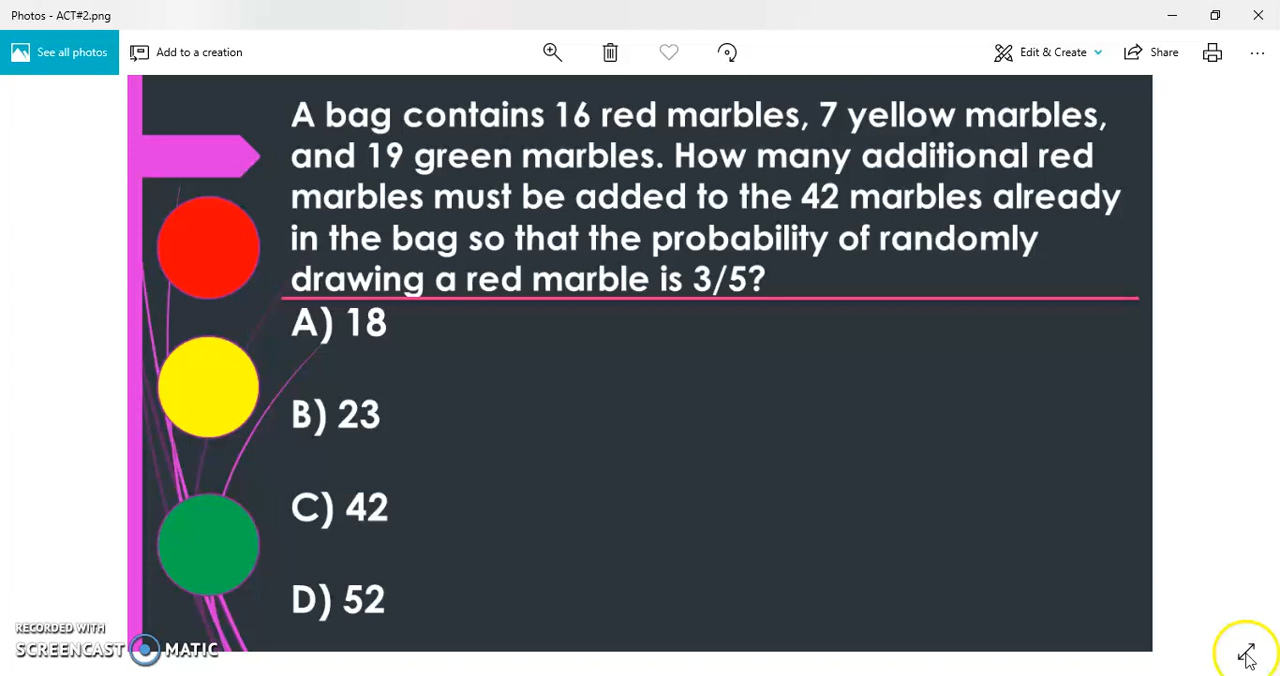 Photos - ACT#2.png
See all photos
Add to a creation
Edit & Create
Share
A bag contains 16 red marbles, 7 yellow marbles,
and 19 green marbles. How many additional red
marbles must be added to the 42 marbles already
in the bag so that the probability of randomly
drawing a red marble is 3/5?
A) 18
B) 23
C) 42
D) 52
RECORDED WITH
SCREENCAST MATIC